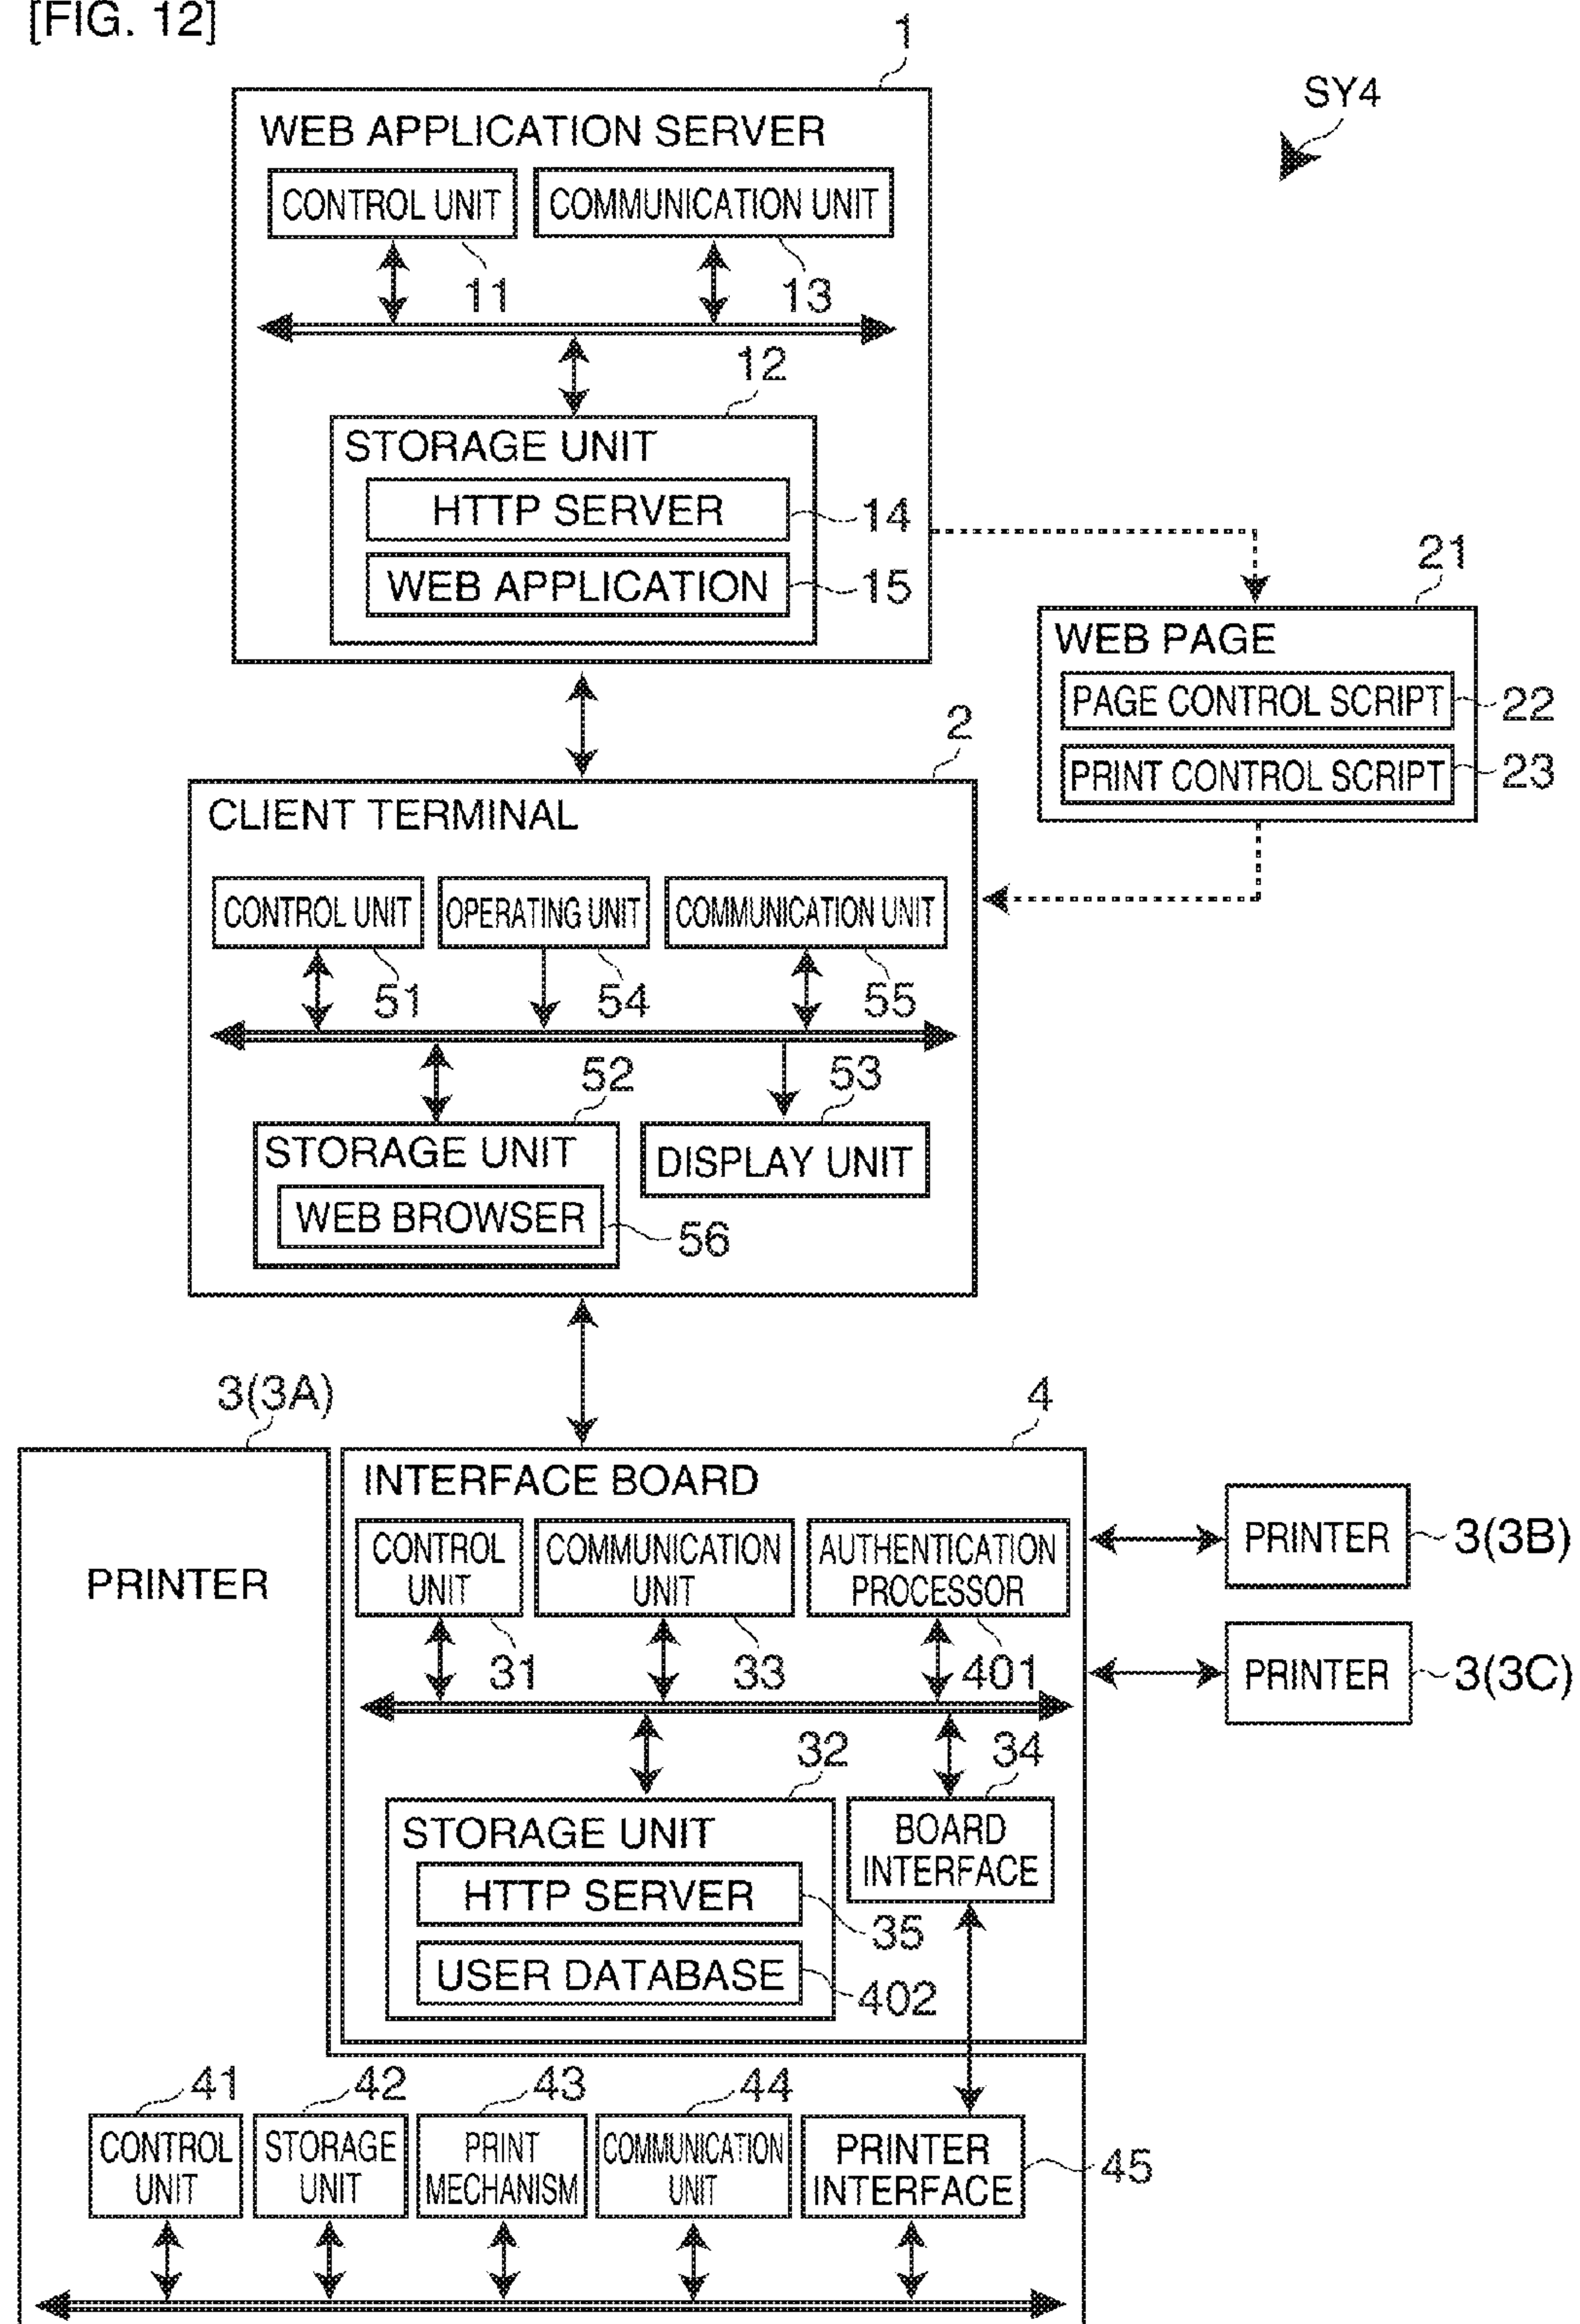 [FIG. 12]
1
SY4
WEB APPLICATION SERVER
CONTROL UNIT
COMMUNICATION UNIT
11
13
12
STORAGE UNIT
HTTP SERVER
14
WEB APPLICATION
15
21
WEB PAGE
PAGE CONTROL SCRIPT
22
PRINT CONTROL SCRIPT
23
2
CLIENT TERMINAL
CONTROL UNIT
OPERATING UNIT
COMMUNICATION UNIT
51
54
55
52
53
STORAGE UNIT
DISPLAY UNIT
WEB BROWSER
56
3(3A)
4
PRINTER
INTERFACE BOARD
CONTROL
UNIT
COMMUNICATION
UNIT
AUTHENTICATION
PROCESSOR
31
33
401
PRINTER
3(3B)
PRINTER
3(3C)
32
34
STORAGE UNIT
HTTP SERVER
35
USER DATABASE
402
BOARD
INTERFACE
41
42
43
44
CONTROL
UNIT
STORAGE
UNIT
PRINT
MECHANISM
COMMUNICATION
UNIT
PRINTER
INTERFACE
45